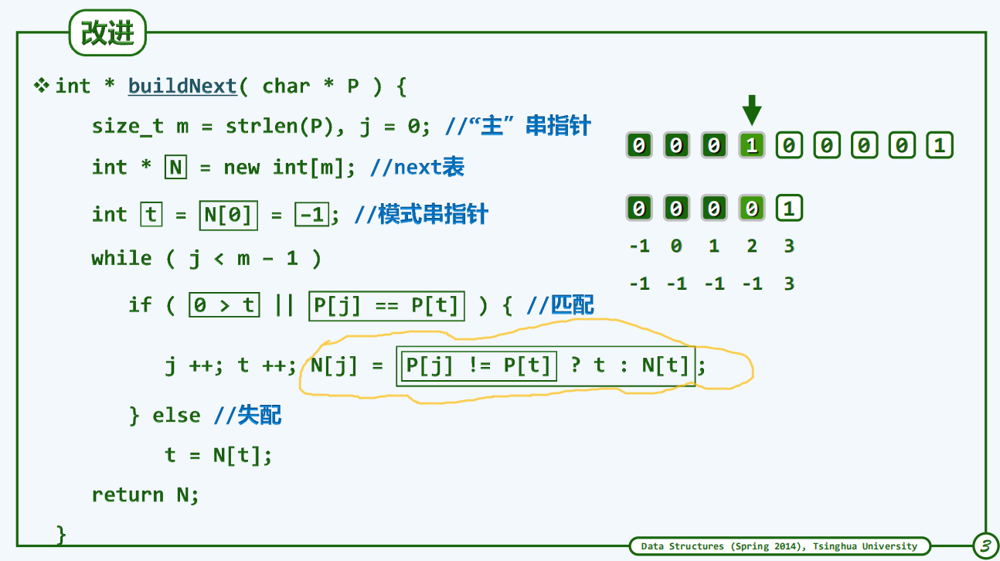 改进
❖ int * buildNext( char * P ) {
size_t m = strlen(P), j = 0; //“主”串指针
int * N = new int[m]; //next表
int t = N[0] = -1; //模式串指针
while ( j < m - 1 )
if ( 0 > t || P[j] == P[t] ) { //匹配
j ++; t ++; N[j] = P[j] != P[t] ? t : N[t];
} else //失配
t = N[t];
return N;
}
0 0 0 1 0 0 0 0 1
0 0 0 0 1
-1 0 1 2 3
-1 -1 -1 -1 3
Data Structures (Spring 2014), Tsinghua University
3